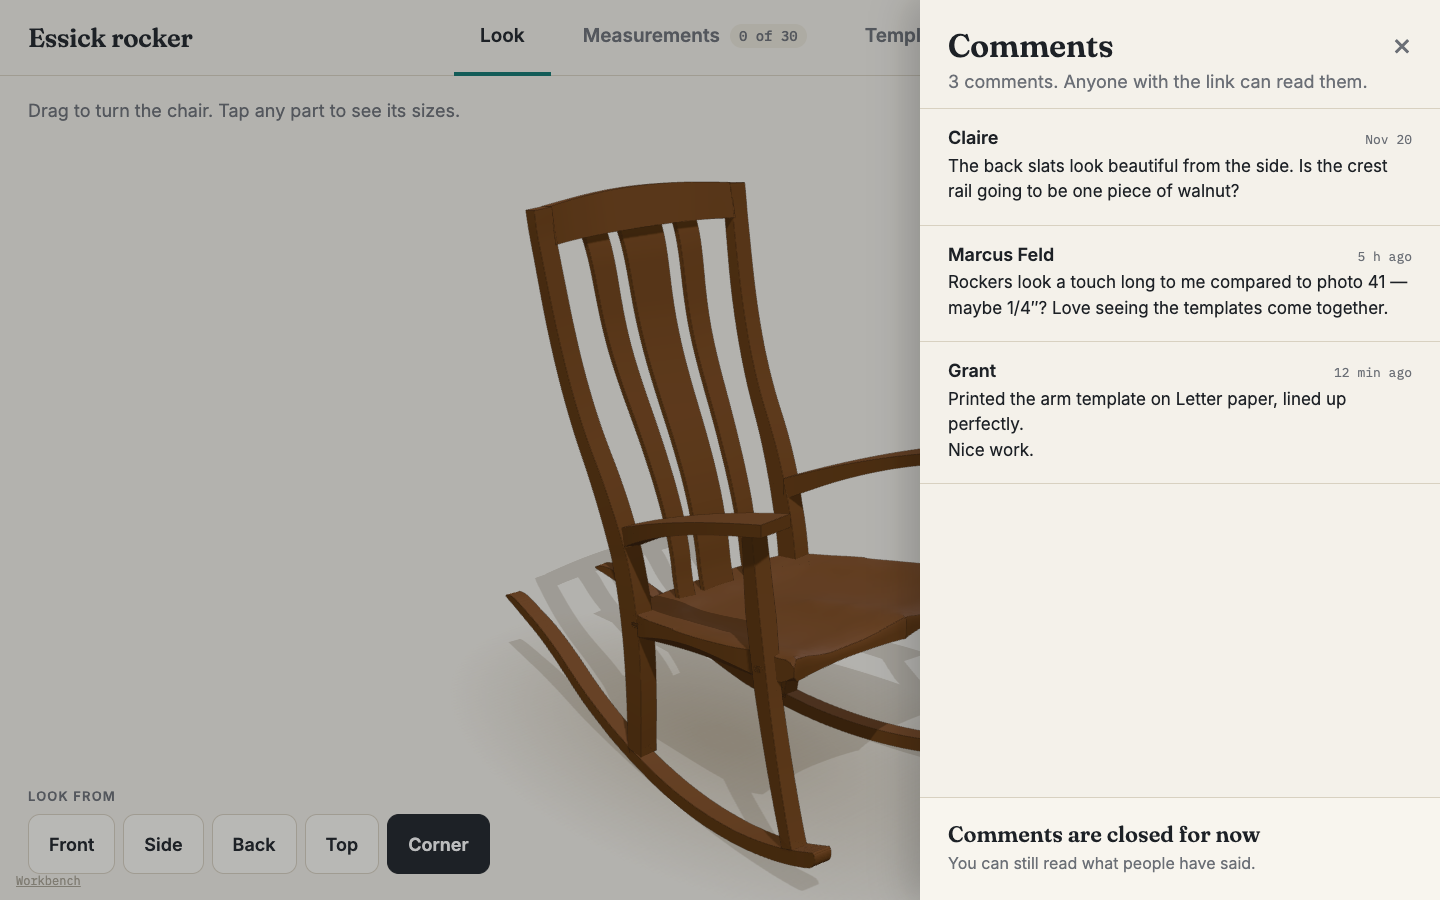 Essick rocker
Look
Measurements 0 of 30
Drag to turn the chair. Tap any part to see its sizes.
LOOK FROM
Front
Side
Back
Top
Corner
Workbench
Comments
×
3 comments. Anyone with the link can read them.
Claire
Nov 20
The back slats look beautiful from the side. Is the crest
rail going to be one piece of walnut?
Marcus Feld
5 h ago
Rockers look a touch long to me compared to photo 41 —
maybe 1/4″? Love seeing the templates come together.
Grant
12 min ago
Printed the arm template on Letter paper, lined up
perfectly.
Nice work.
Comments are closed for now
You can still read what people have said.